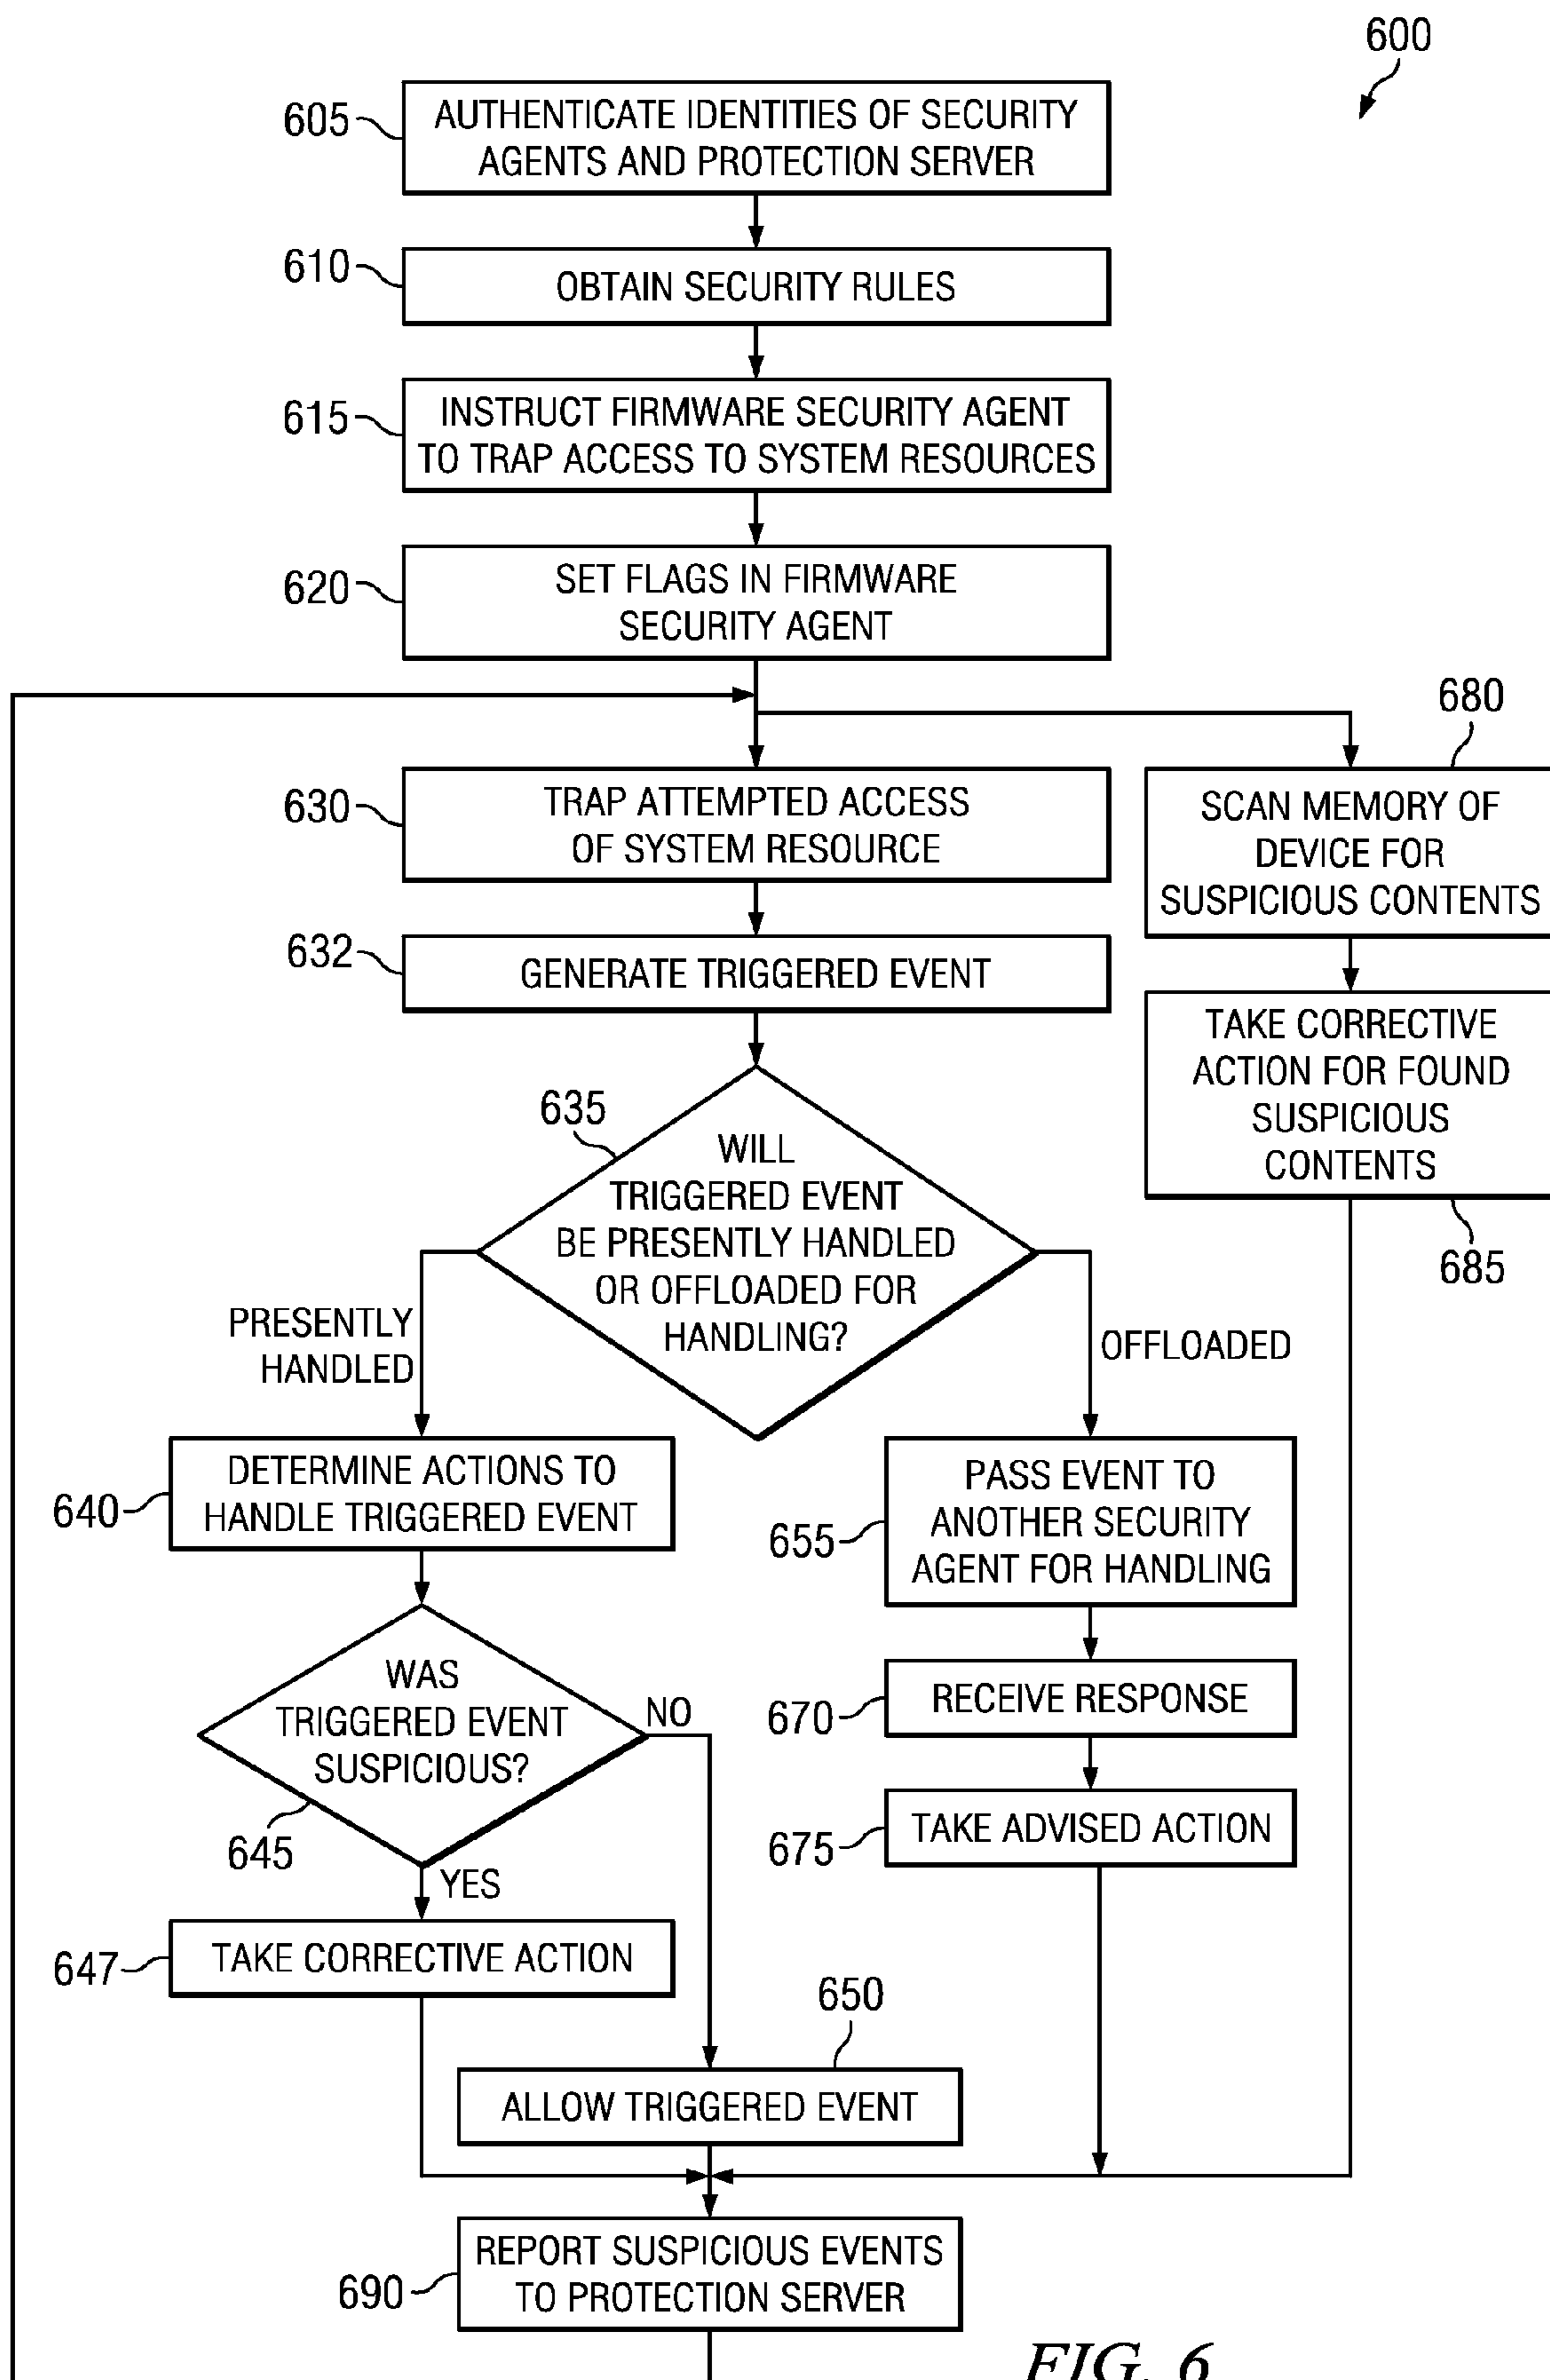 600
605
AUTHENTICATE IDENTITIES OF SECURITY
AGENTS AND PROTECTION SERVER
610
OBTAIN SECURITY RULES
615
INSTRUCT FIRMWARE SECURITY AGENT
TO TRAP ACCESS TO SYSTEM RESOURCES
620
SET FLAGS IN FIRMWARE
SECURITY AGENT
630
TRAP ATTEMPTED ACCESS
OF SYSTEM RESOURCE
680
SCAN MEMORY OF
DEVICE FOR
SUSPICIOUS CONTENTS
632
GENERATE TRIGGERED EVENT
TAKE CORRECTIVE
ACTION FOR FOUND
SUSPICIOUS
CONTENTS
685
635
WILL
TRIGGERED EVENT
BE PRESENTLY HANDLED
OR OFFLOADED FOR
HANDLING?
PRESENTLY
HANDLED
OFFLOADED
640
DETERMINE ACTIONS TO
HANDLE TRIGGERED EVENT
655
PASS EVENT TO
ANOTHER SECURITY
AGENT FOR HANDLING
WAS
TRIGGERED EVENT
SUSPICIOUS?
NO
645
YES
670
RECEIVE RESPONSE
675
TAKE ADVISED ACTION
647
TAKE CORRECTIVE ACTION
650
ALLOW TRIGGERED EVENT
690
REPORT SUSPICIOUS EVENTS
TO PROTECTION SERVER
FIG. 6